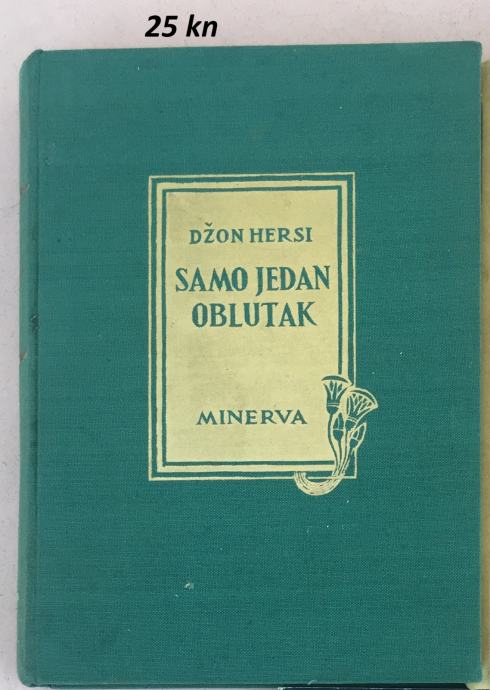 25 kn
DŽON HERSI
SAMO JEDAN
OBLUTAK
MINERVA